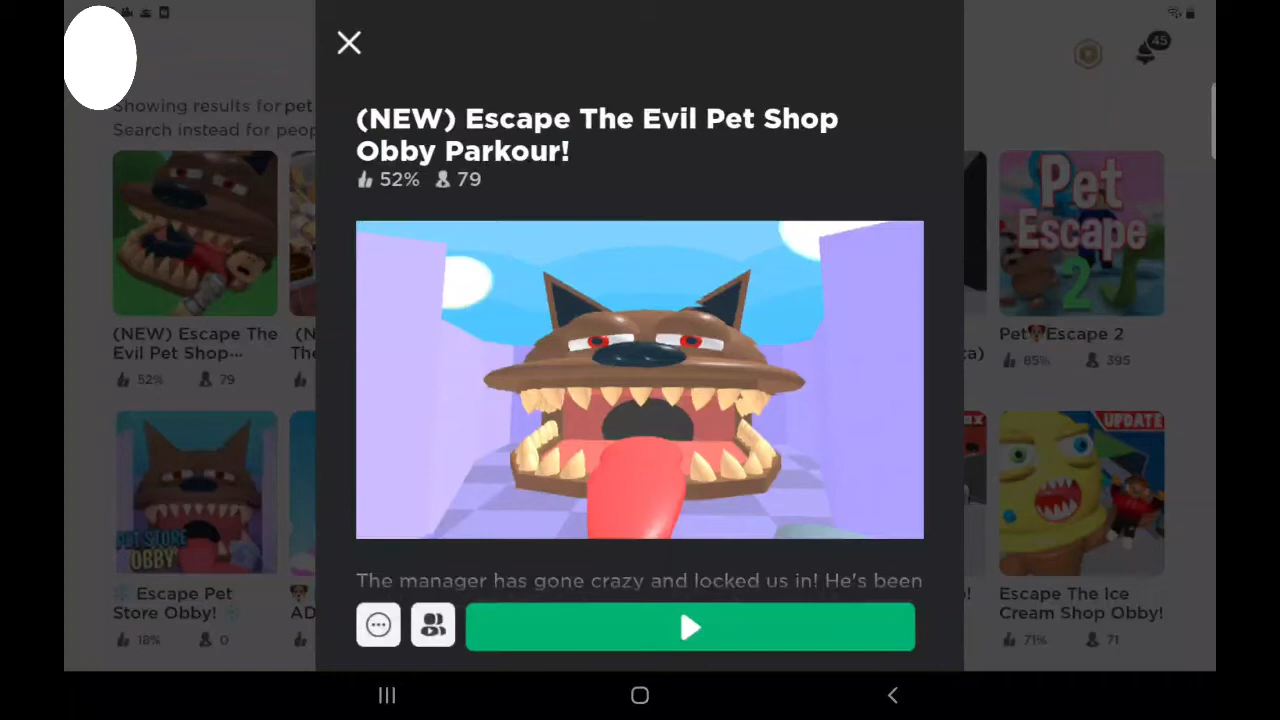 45
Showing results for pet
Search instead for peop
(NEW) Escape The Evil Pet Shop
Obby Parkour!
52% 79
Pet
Escape
2
(NEW) Escape The
Evil Pet Shop...
52% 79
(N
The
Pet Escape 2
85% 395
UPDATE
PET STORE
OBBY
Escape Pet
Store Obby!
18% 0
AD
The manager has gone crazy and locked us in! He's been
Escape The Ice
Cream Shop Obby!
71% 71